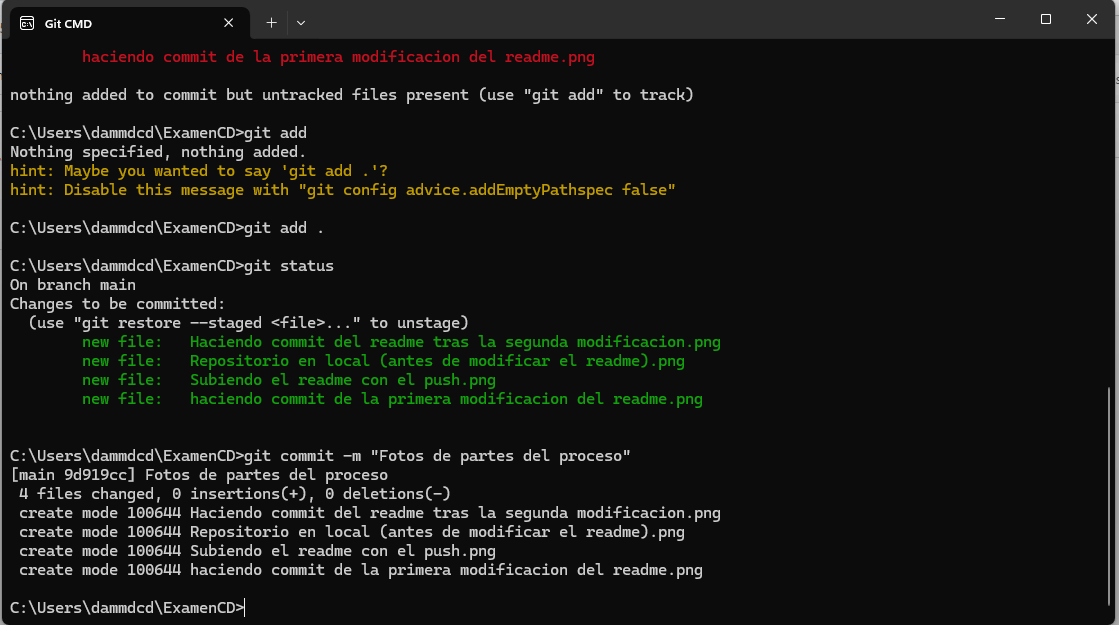 Git CMD
haciendo commit de la primera modificacion del readme.png
nothing added to commit but untracked files present (use "git add" to track)
C:\Users\dammdcd\ExamenCD>git add
Nothing specified, nothing added.
hint: Maybe you wanted to say 'git add .'?
hint: Disable this message with "git config advice.addEmptyPathspec false"
C:\Users\dammdcd\ExamenCD>git add .
C:\Users\dammdcd\ExamenCD>git status
On branch main
Changes to be committed:
  (use "git restore --staged <file>..." to unstage)
        new file:   Haciendo commit del readme tras la segunda modificacion.png
        new file:   Repositorio en local (antes de modificar el readme).png
        new file:   Subiendo el readme con el push.png
        new file:   haciendo commit de la primera modificacion del readme.png
C:\Users\dammdcd\ExamenCD>git commit -m "Fotos de partes del proceso"
[main 9d919cc] Fotos de partes del proceso
 4 files changed, 0 insertions(+), 0 deletions(-)
 create mode 100644 Haciendo commit del readme tras la segunda modificacion.png
 create mode 100644 Repositorio en local (antes de modificar el readme).png
 create mode 100644 Subiendo el readme con el push.png
 create mode 100644 haciendo commit de la primera modificacion del readme.png
C:\Users\dammdcd\ExamenCD>